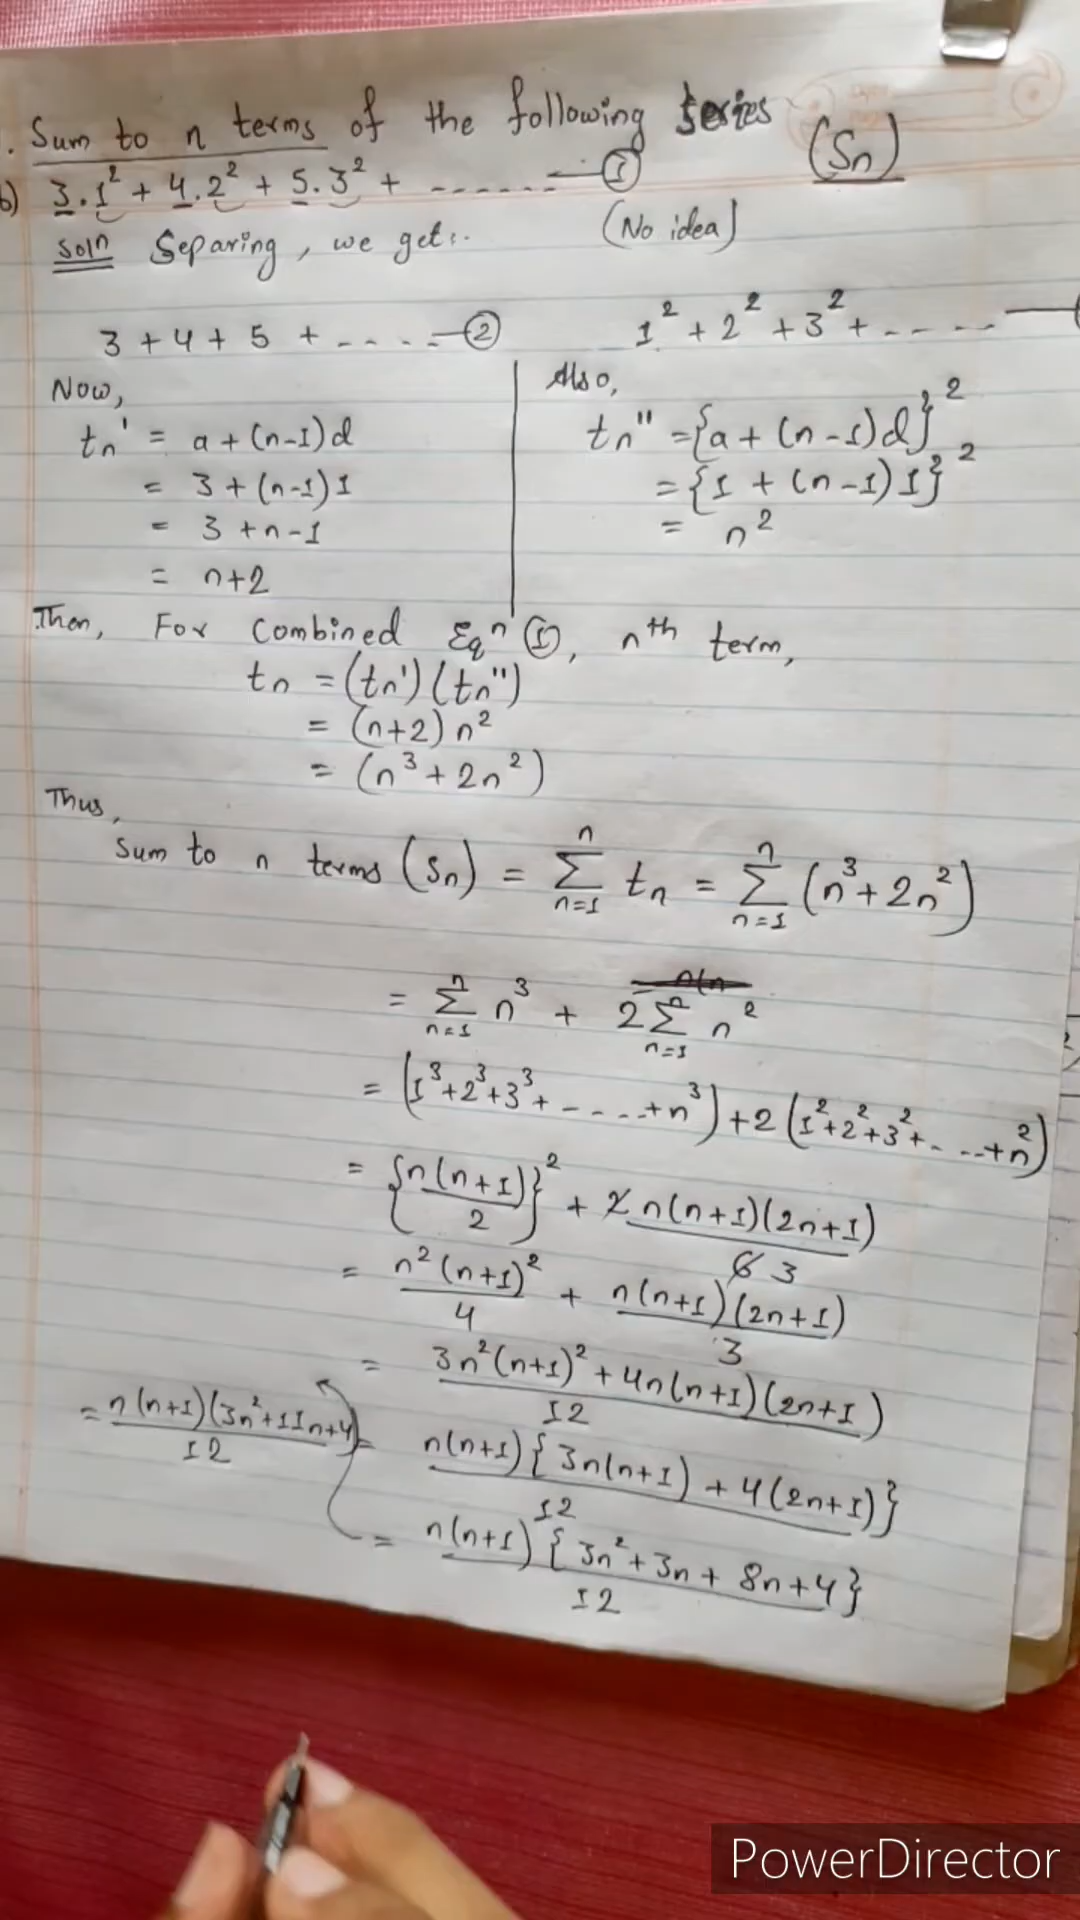 . Sum to n terms of the following series (Sn)
b) 3.1² + 4.2² + 5.3² + ------ — ①
Soln Separing, we get:. (No idea)
3 + 4 + 5 + ---- — ② 1² + 2² + 3² + ---- —
Now, Also,
tn' = a + (n-1)d tn" = {a + (n-1)d}²
= 3 + (n-1)1 = {1 + (n-1)1}²
= 3 + n-1 = n²
= n+2
Then, For Combined Eqⁿ ①, nth term,
tn = (tn')(tn")
= (n+2) n²
= (n³ + 2n²)
Thus,
Sum to n terms (Sn) = n∑n=1 tn = n∑n=1 (n³ + 2n²)
= n∑n=1 n³ + 2 n∑n=1 n²
= (1³+2³+3³+ - - - - +n³) + 2 (1²+2²+3²+ - - - +n²)
= {n(n+1)/2}² + 2 n(n+1)(2n+1)/6 3
= n²(n+1)²/4 + n(n+1)(2n+1)/3
= 3n²(n+1)² + 4n(n+1)(2n+1)/12
= n(n+1)(3n²+11n+4)/12
= n(n+1){3n(n+1) + 4(2n+1)}/12
= n(n+1){3n² + 3n + 8n + 4}/12
PowerDirector